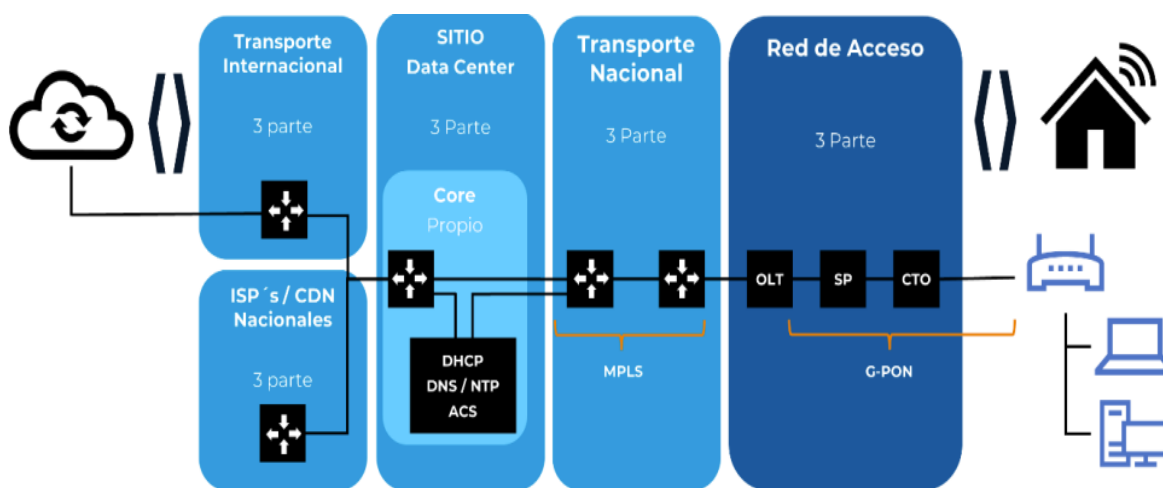 Transporte
Internacional
3 parte
SITIO
Data Center
3 Parte
Core
Propio
DHCP
DNS / NTP
ACS
Transporte
Nacional
3 Parte
MPLS
Red de Acceso
3 Parte
OLT
SP
CTO
G-PON
ISP´s / CDN
Nacionales
3 parte